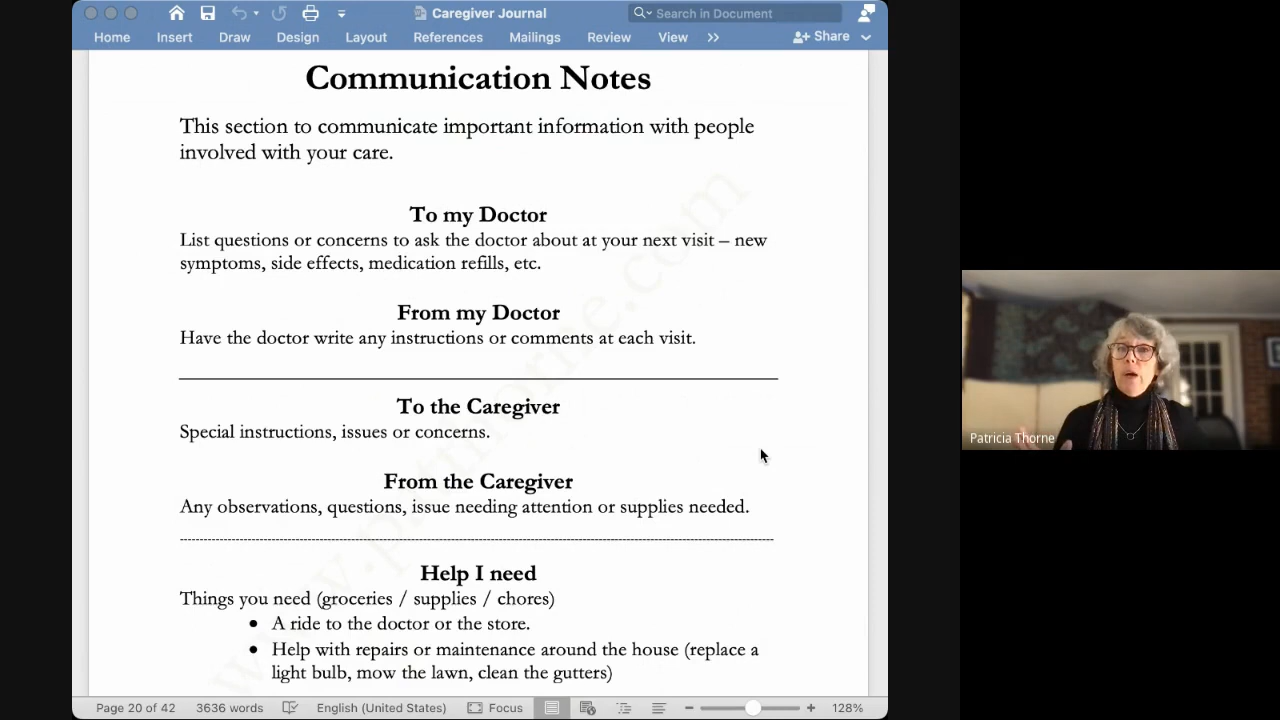 Caregiver Journal
Search in Document
Home Insert Draw Design Layout References Mailings Review View >> Share
Communication Notes
This section to communicate important information with people
involved with your care.
To my Doctor
List questions or concerns to ask the doctor about at your next visit – new
symptoms, side effects, medication refills, etc.
From my Doctor
Have the doctor write any instructions or comments at each visit.
To the Caregiver
Special instructions, issues or concerns.
From the Caregiver
Any observations, questions, issue needing attention or supplies needed.
Help I need
Things you need (groceries / supplies / chores)
• A ride to the doctor or the store.
• Help with repairs or maintenance around the house (replace a
light bulb, mow the lawn, clean the gutters)
Page 20 of 42 3636 words English (United States) Focus 128%
Patricia Thorne